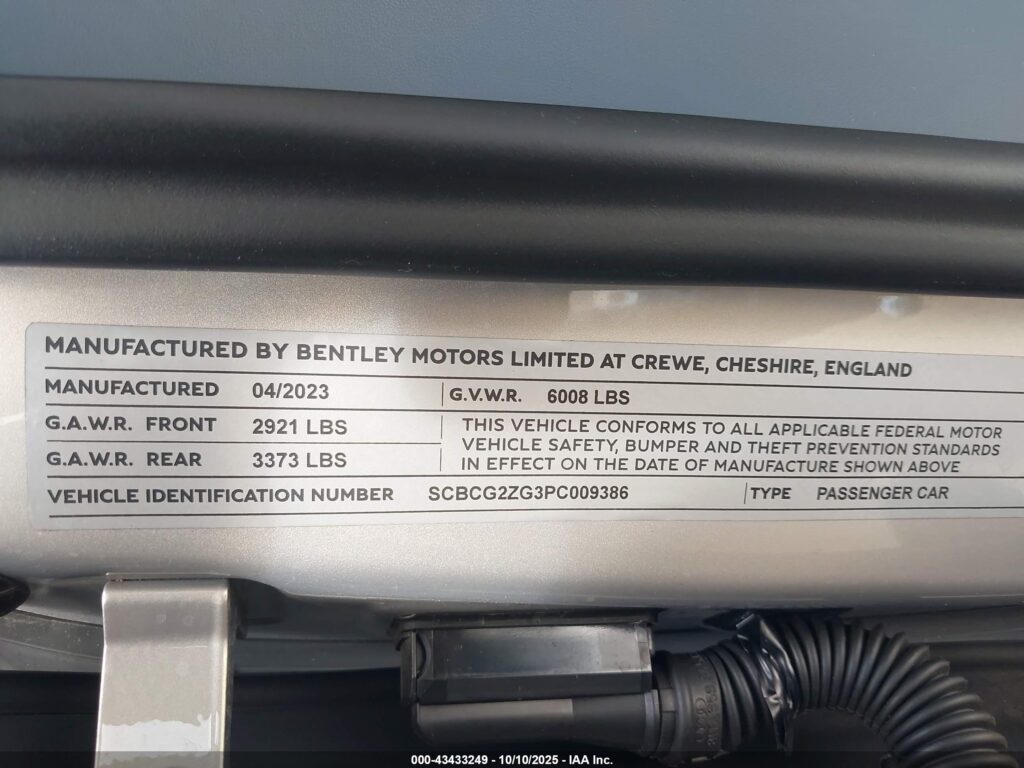 MANUFACTURED BY BENTLEY MOTORS LIMITED AT CREWE, CHESHIRE, ENGLAND
MANUFACTURED 04/2023 G.V.W.R. 6008 LBS
G.A.W.R. FRONT 2921 LBS
THIS VEHICLE CONFORMS TO ALL APPLICABLE FEDERAL MOTOR
VEHICLE SAFETY, BUMPER AND THEFT PREVENTION STANDARDS
IN EFFECT ON THE DATE OF MANUFACTURE SHOWN ABOVE
G.A.W.R. REAR 3373 LBS
VEHICLE IDENTIFICATION NUMBER SCBCG2ZG3PC009386 TYPE PASSENGER CAR
000-43433249 - 10/10/2025 - IAA Inc.